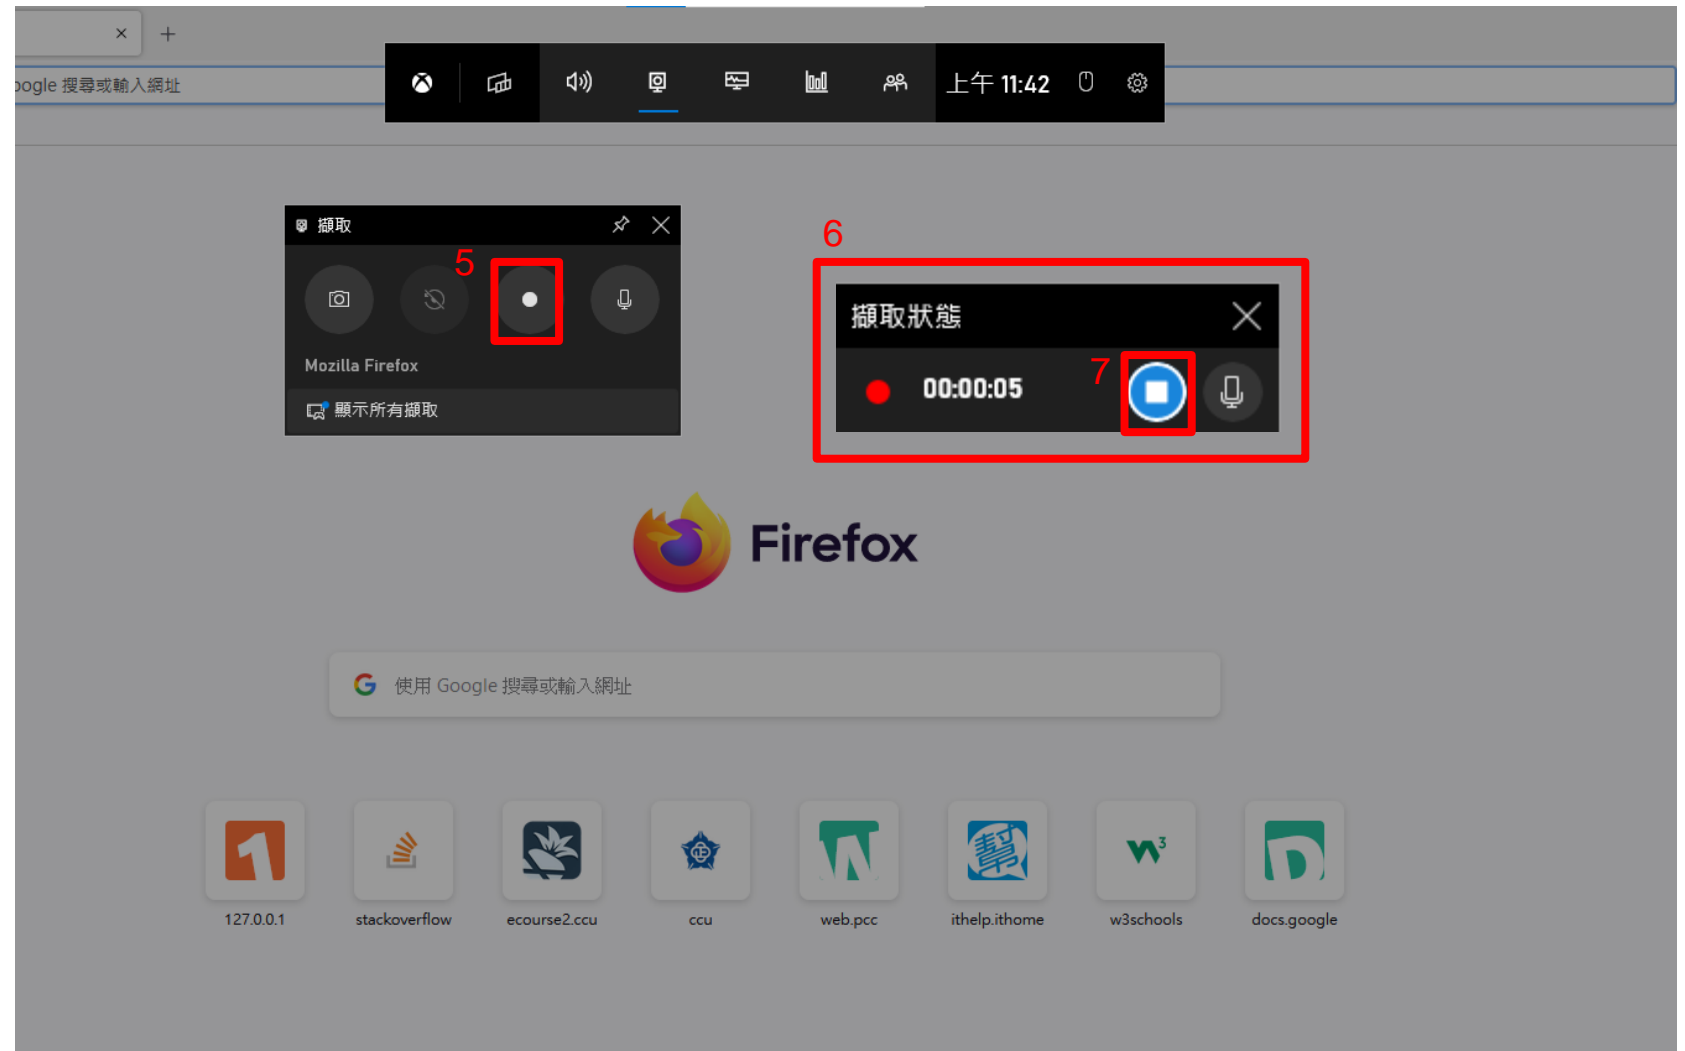 oogle 搜尋或輸入網址
上午 11:42
擷取
5
Mozilla Firefox
顯示所有擷取
6
擷取狀態
00:00:05
7
Firefox
使用 Google 搜尋或輸入網址
127.0.0.1
stackoverflow
ecourse2.ccu
ccu
web.pcc
幫
ithelp.ithome
w3
w3schools
docs.google